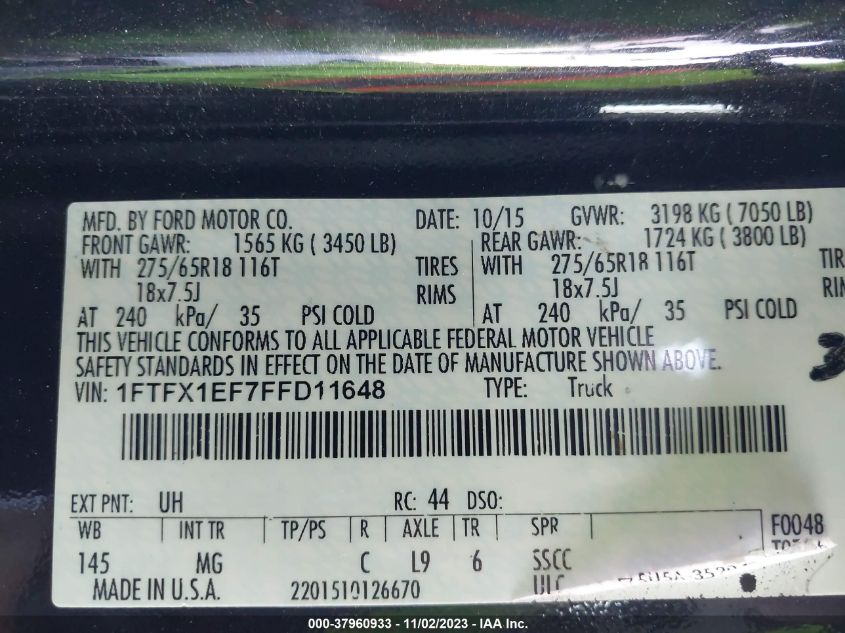 MFD. BY FORD MOTOR CO. DATE: 10/15 GVWR: 3198 KG ( 7050 LB)
FRONT GAWR: 1565 KG ( 3450 LB) REAR GAWR: 1724 KG ( 3800 LB)
WITH 275/65R18 116T TIRES WITH 275/65R18 116T
18x7.5J RIMS 18x7.5J
AT 240 kPa/ 35 PSI COLD AT 240 kPa/ 35 PSI COLD
THIS VEHICLE CONFORMS TO ALL APPLICABLE FEDERAL MOTOR VEHICLE
SAFETY STANDARDS IN EFFECT ON THE DATE OF MANUFACTURE SHOWN ABOVE.
VIN: 1FTFX1EF7FFD11648 TYPE: Truck
EXT PNT: UH RC: 44 DSO:
WB INT TR TP/PS R AXLE TR SPR F0048
145 MG C L9 6 SSCC
MADE IN U.S.A. 2201510126670
000-37960933 - 11/02/2023 - IAA Inc.